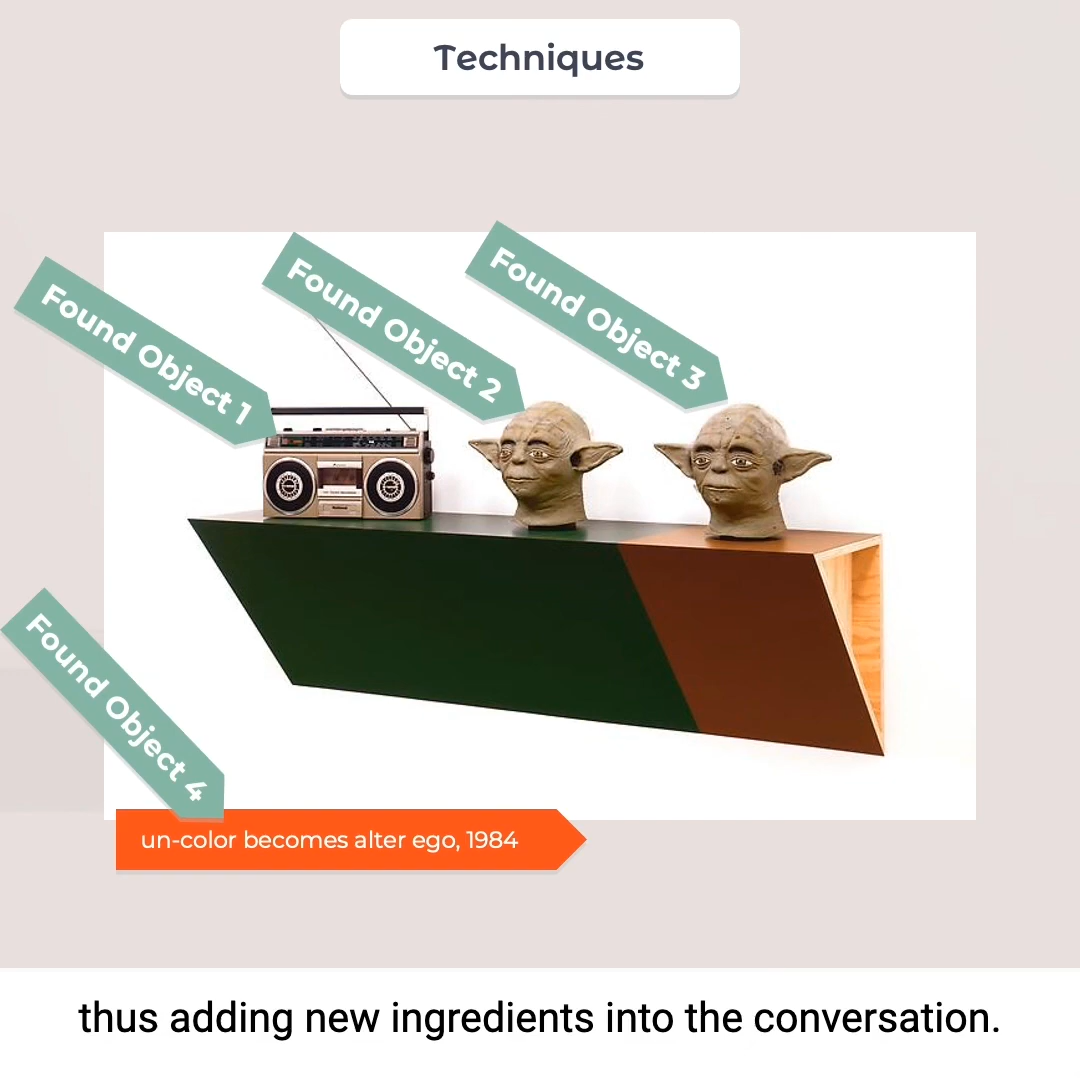 Techniques
Found Object 1
Found Object 2
Found Object 3
Found Object 4
un-color becomes alter ego, 1984
thus adding new ingredients into the conversation.